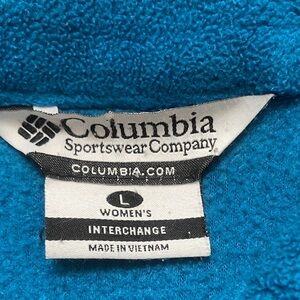 Columbia
Sportswear Company
COLUMBIA.COM
L
WOMEN'S
INTERCHANGE
MADE IN VIETNAM